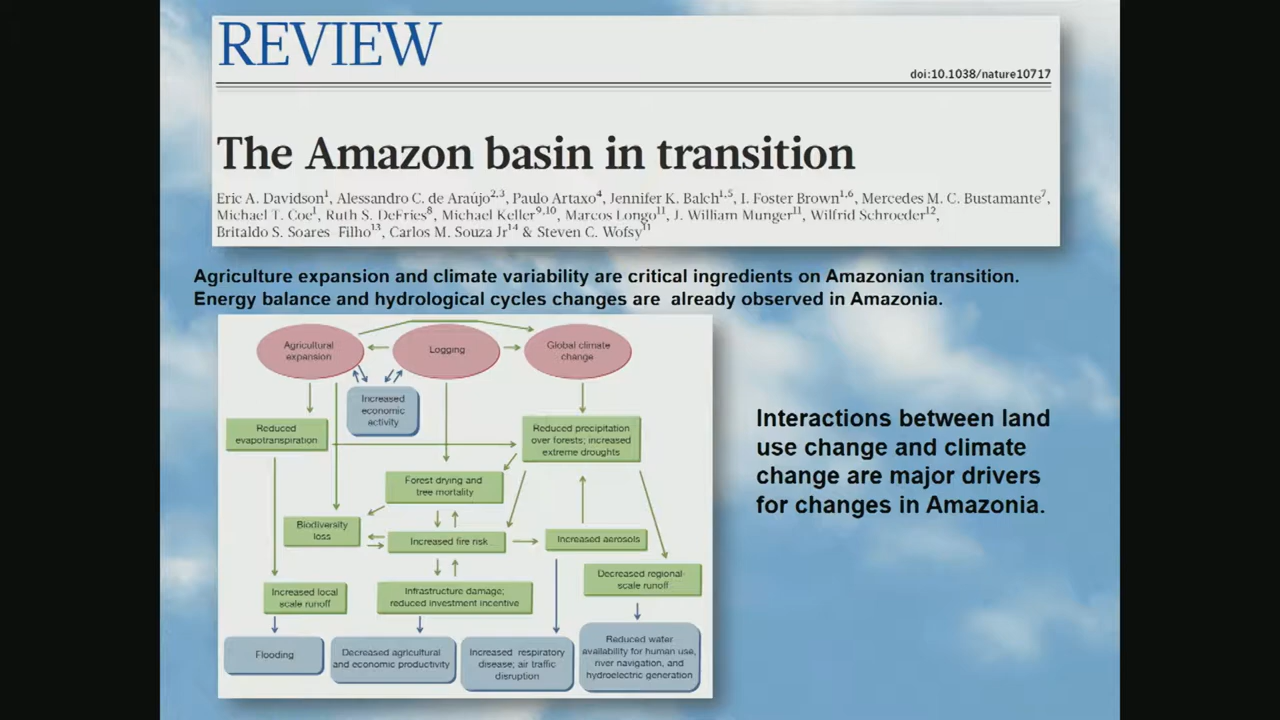 REVIEW
doi:10.1038/nature10717
The Amazon basin in transition
Eric A. Davidson1, Alessandro C. de Araújo2,3, Paulo Artaxo4, Jennifer K. Balch1,5, I. Foster Brown1,6, Mercedes M. C. Bustamante7,
Michael T. Coe1, Ruth S. DeFries8, Michael Keller9,10, Marcos Longo11, J. William Munger11, Wilfrid Schroeder12,
Britaldo S. Soares Filho13, Carlos M. Souza Jr14 & Steven C. Wofsy11
Agriculture expansion and climate variability are critical ingredients on Amazonian transition.
Energy balance and hydrological cycles changes are already observed in Amazonia.
Agricultural
expansion
Logging
Global climate
change
Increased
economic
activity
Reduced
evapotranspiration
Reduced precipitation
over forests; increased
extreme droughts
Forest drying and
tree mortality
Biodiversity
loss
Increased fire risk
Increased aerosols
Decreased regional-
scale runoff
Increased local
scale runoff
Infrastructure damage;
reduced investment incentive
Flooding
Decreased agricultural
and economic productivity
Increased respiratory
disease; air traffic
disruption
Reduced water
availability for human use,
river navigation, and
hydroelectric generation
Interactions between land
use change and climate
change are major drivers
for changes in Amazonia.